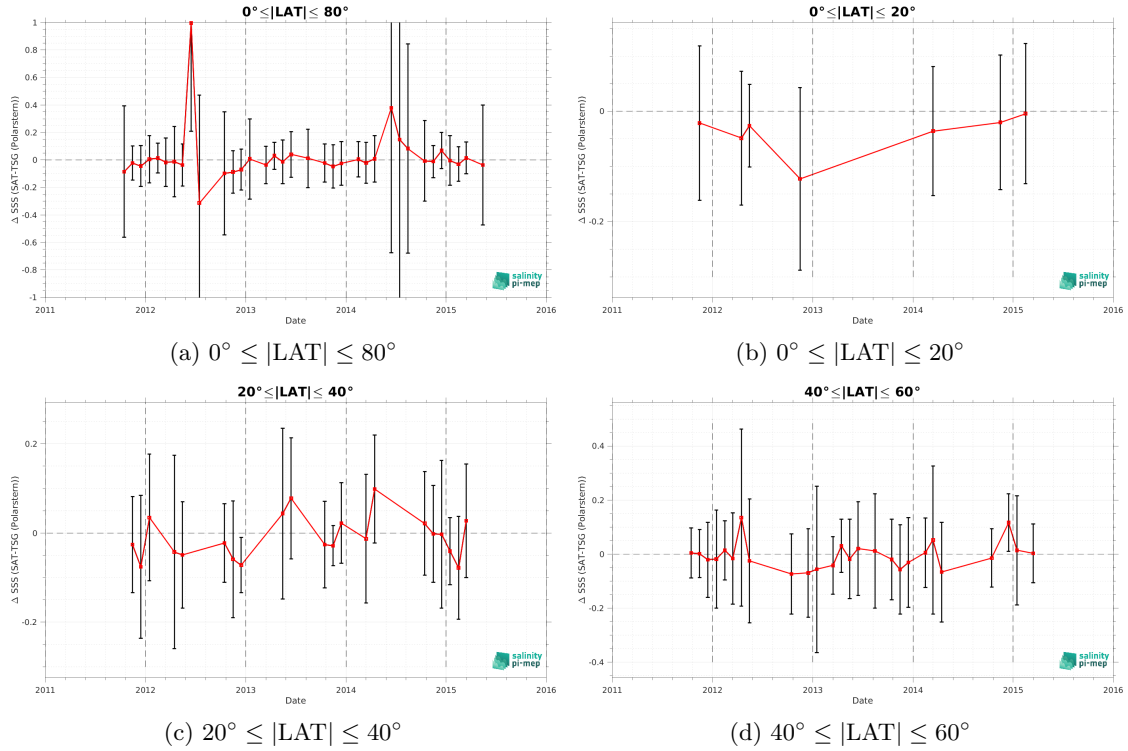 0°≤|LAT|≤ 80°
Δ SSS (SAT-TSG (Polarstern))
1
0.8
0.6
0.4
0.2
0
-0.2
-0.4
-0.6
-0.8
-1
2011 2012 2013 2014 2015 2016
Date
salinity
pi-mep
(a) 0° ≤ |LAT| ≤ 80°
0°≤|LAT|≤ 20°
Δ SSS (SAT-TSG (Polarstern))
0
-0.2
2011 2012 2013 2014 2015 2016
Date
salinity
pi-mep
(b) 0° ≤ |LAT| ≤ 20°
20°≤|LAT|≤ 40°
Δ SSS (SAT-TSG (Polarstern))
0.2
0
-0.2
2011 2012 2013 2014 2015 2016
Date
salinity
pi-mep
(c) 20° ≤ |LAT| ≤ 40°
40°≤|LAT|≤ 60°
Δ SSS (SAT-TSG (Polarstern))
0.4
0.2
0
-0.2
-0.4
2011 2012 2013 2014 2015 2016
Date
salinity
pi-mep
(d) 40° ≤ |LAT| ≤ 60°